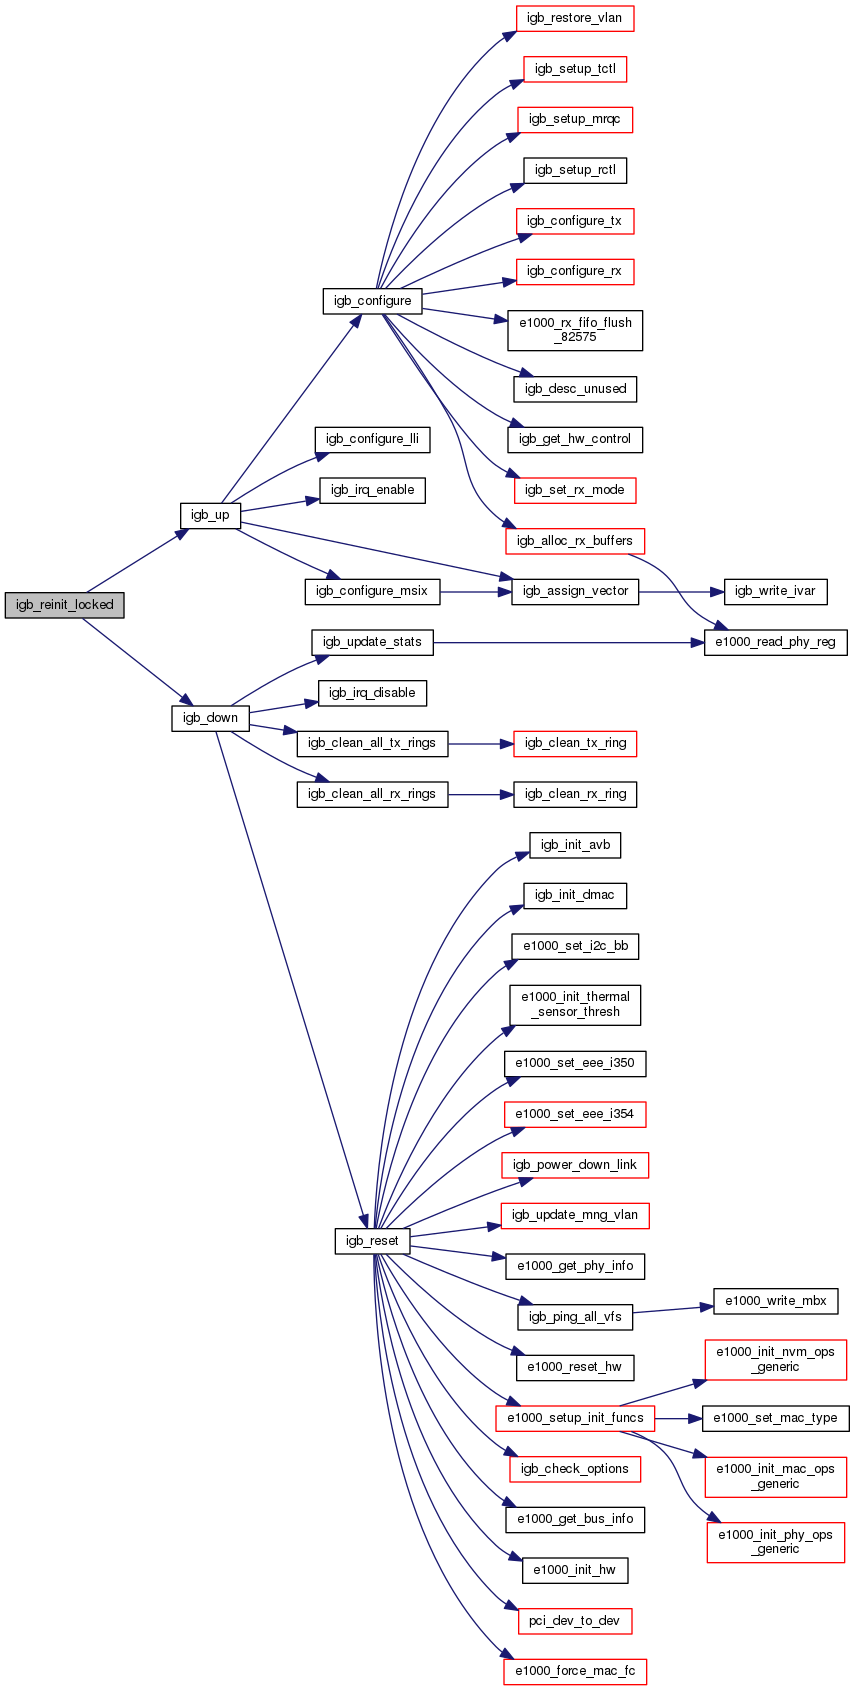 igb_restore_vlan
igb_setup_tctl
igb_setup_mrqc
igb_setup_rctl
igb_configure_tx
igb_configure_rx
igb_configure
e1000_rx_fifo_flush
_82575
igb_desc_unused
igb_configure_lli
igb_get_hw_control
igb_irq_enable
igb_set_rx_mode
igb_up
igb_alloc_rx_buffers
igb_configure_msix
igb_assign_vector
igb_write_ivar
igb_reinit_locked
igb_update_stats
e1000_read_phy_reg
igb_irq_disable
igb_down
igb_clean_all_tx_rings
igb_clean_tx_ring
igb_clean_all_rx_rings
igb_clean_rx_ring
igb_init_avb
igb_init_dmac
e1000_set_i2c_bb
e1000_init_thermal
_sensor_thresh
e1000_set_eee_i350
e1000_set_eee_i354
igb_power_down_link
igb_update_mng_vlan
igb_reset
e1000_get_phy_info
e1000_write_mbx
igb_ping_all_vfs
e1000_reset_hw
e1000_init_nvm_ops
_generic
e1000_setup_init_funcs
e1000_set_mac_type
igb_check_options
e1000_init_mac_ops
_generic
e1000_get_bus_info
e1000_init_phy_ops
_generic
e1000_init_hw
pci_dev_to_dev
e1000_force_mac_fc